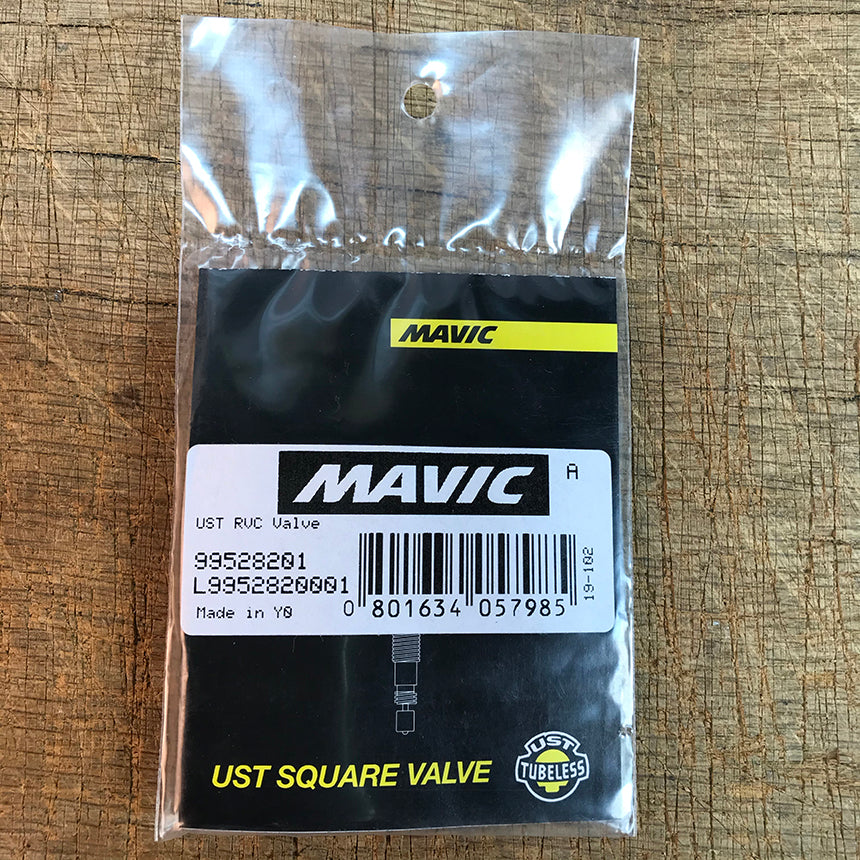 MAVIC
MAVIC A
UST RVC Valve
99528201
L9952820001
Made in Y0
0 801634 057985
19-102
UST SQUARE VALVE
UST
TUBELESS